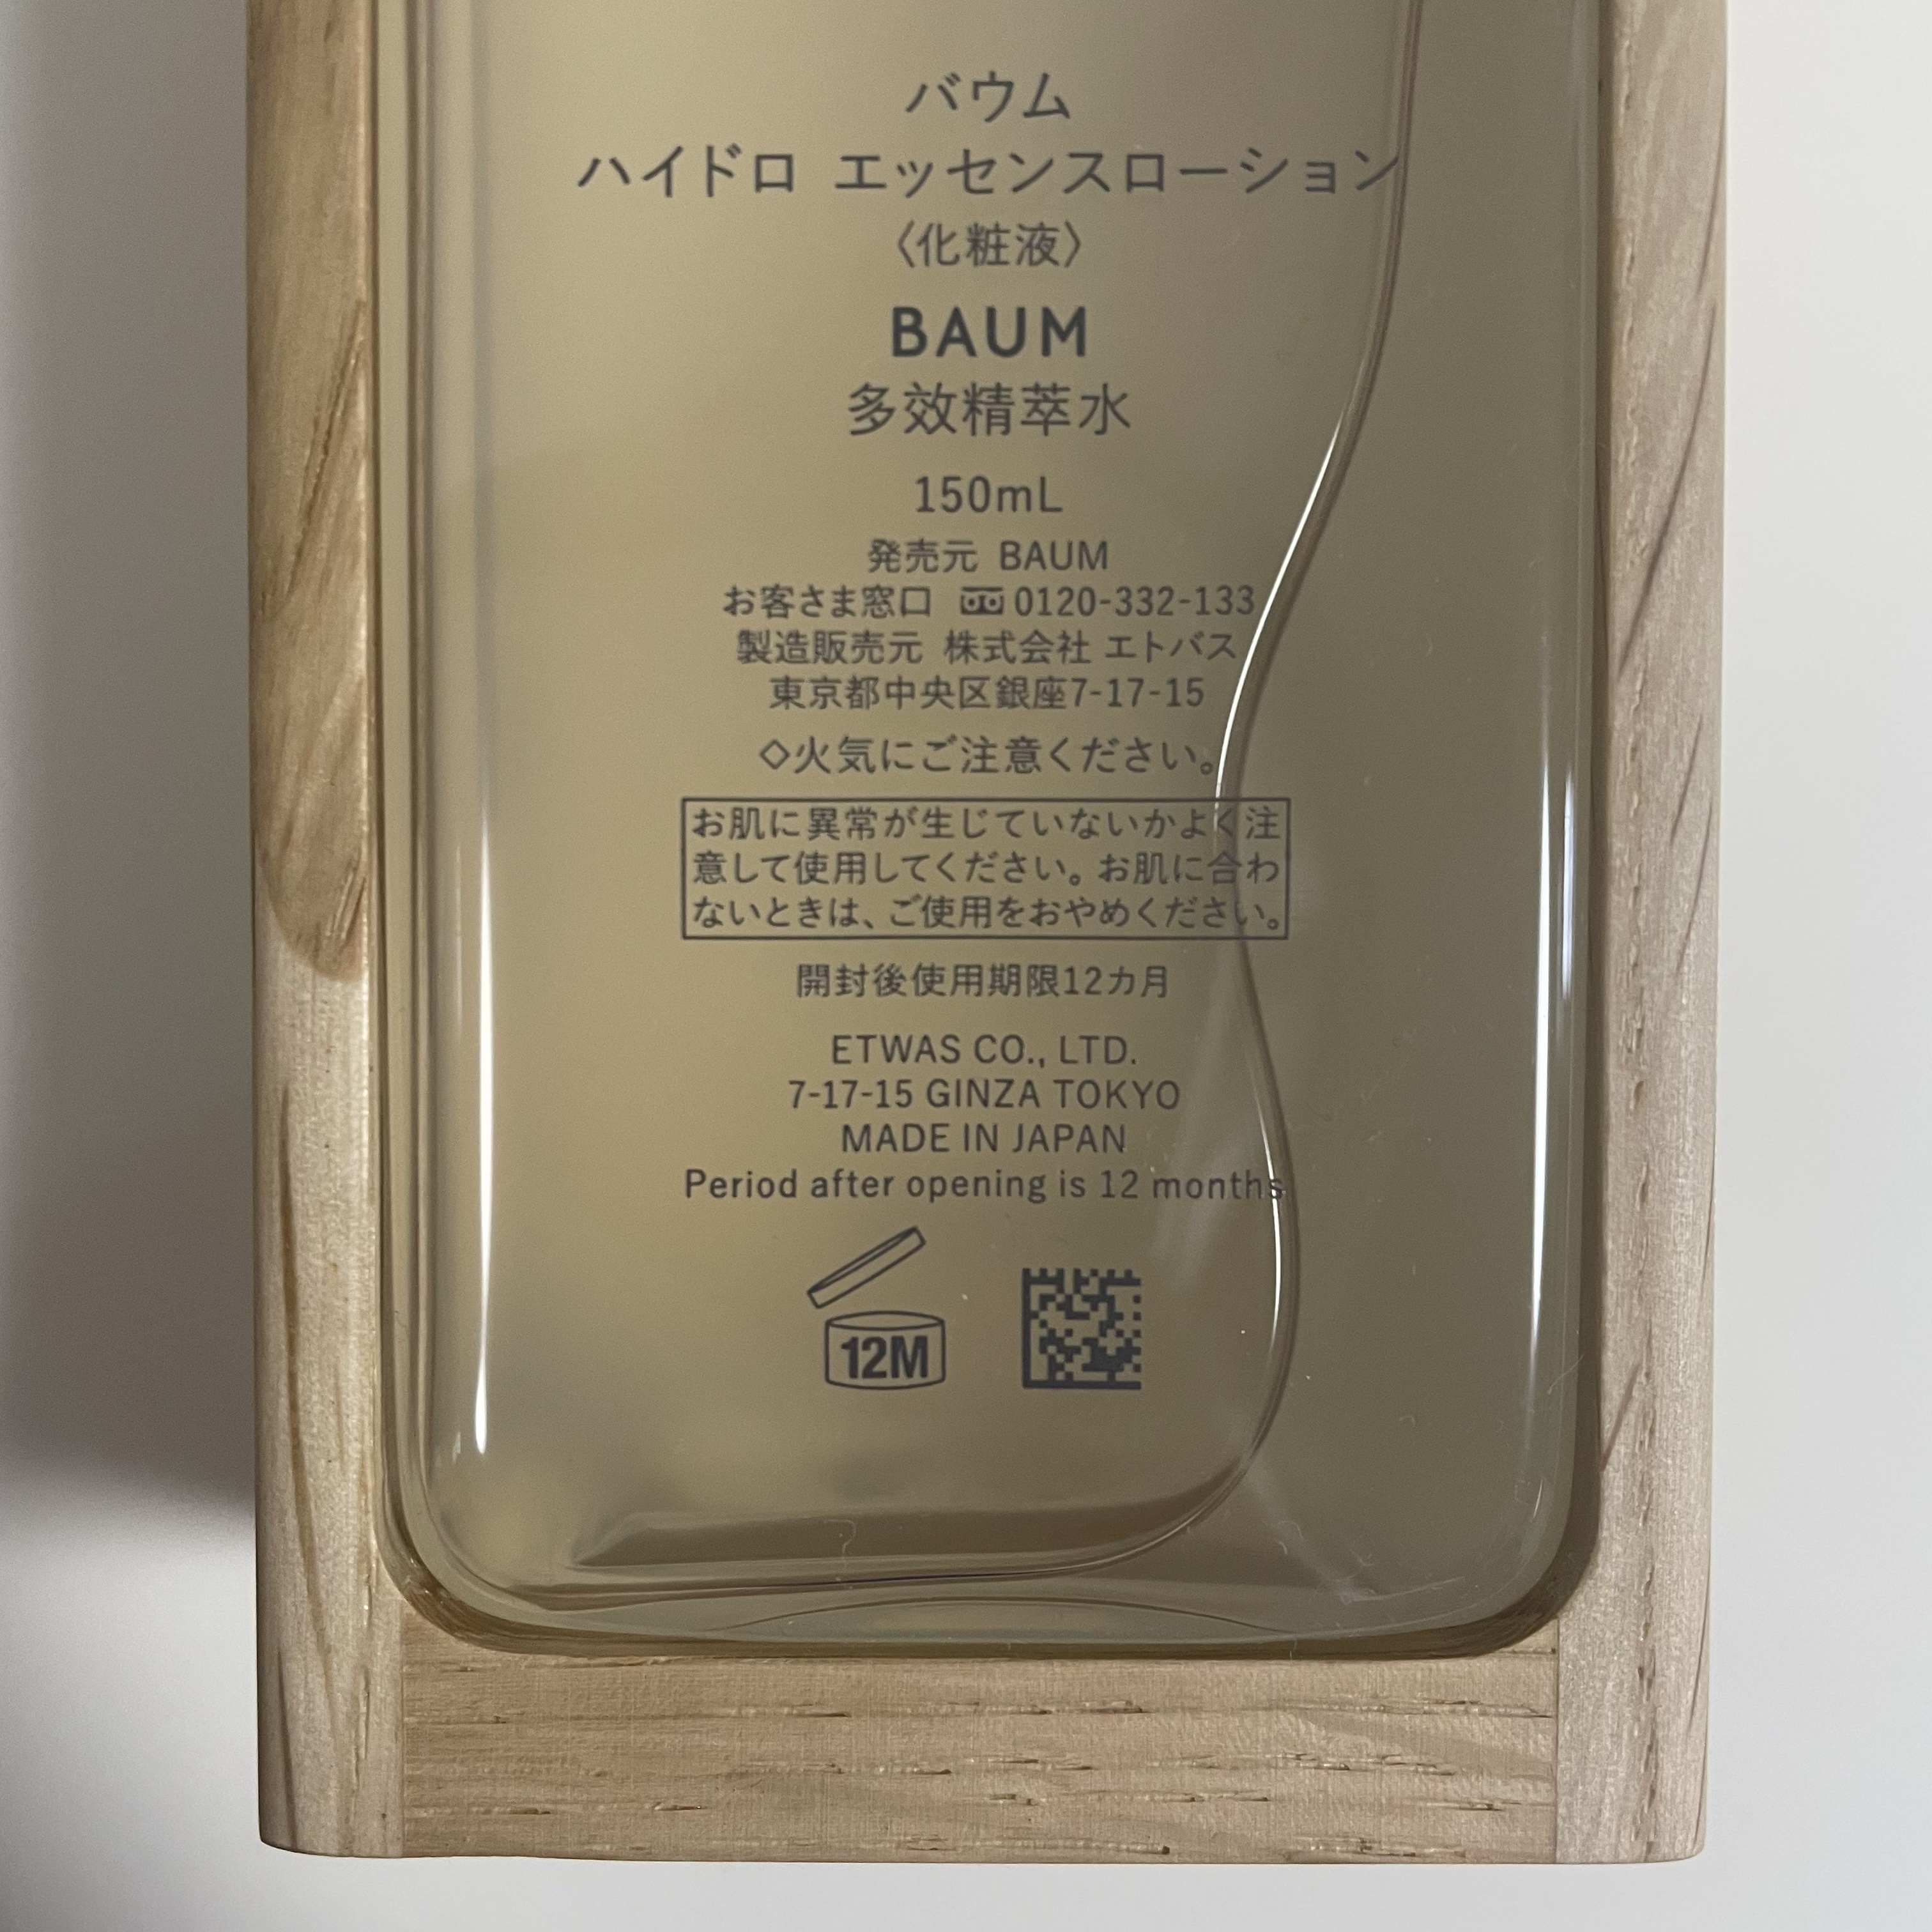 バウム
ハイドロ エッセンスローション
〈化粧液〉
BAUM
多效精萃水
150mL
発売元 BAUM
お客さま窓口 0120-332-133
製造販売元 株式会社 エトバス
東京都中央区銀座7-17-15
◇火気にご注意ください。
お肌に異常が生じていないかよく注
意して使用してください。お肌に合わ
ないときは、ご使用をおやめください。
開封後使用期限12カ月
ETWAS CO., LTD.
7-17-15 GINZA TOKYO
MADE IN JAPAN
Period after opening is 12 months
12M